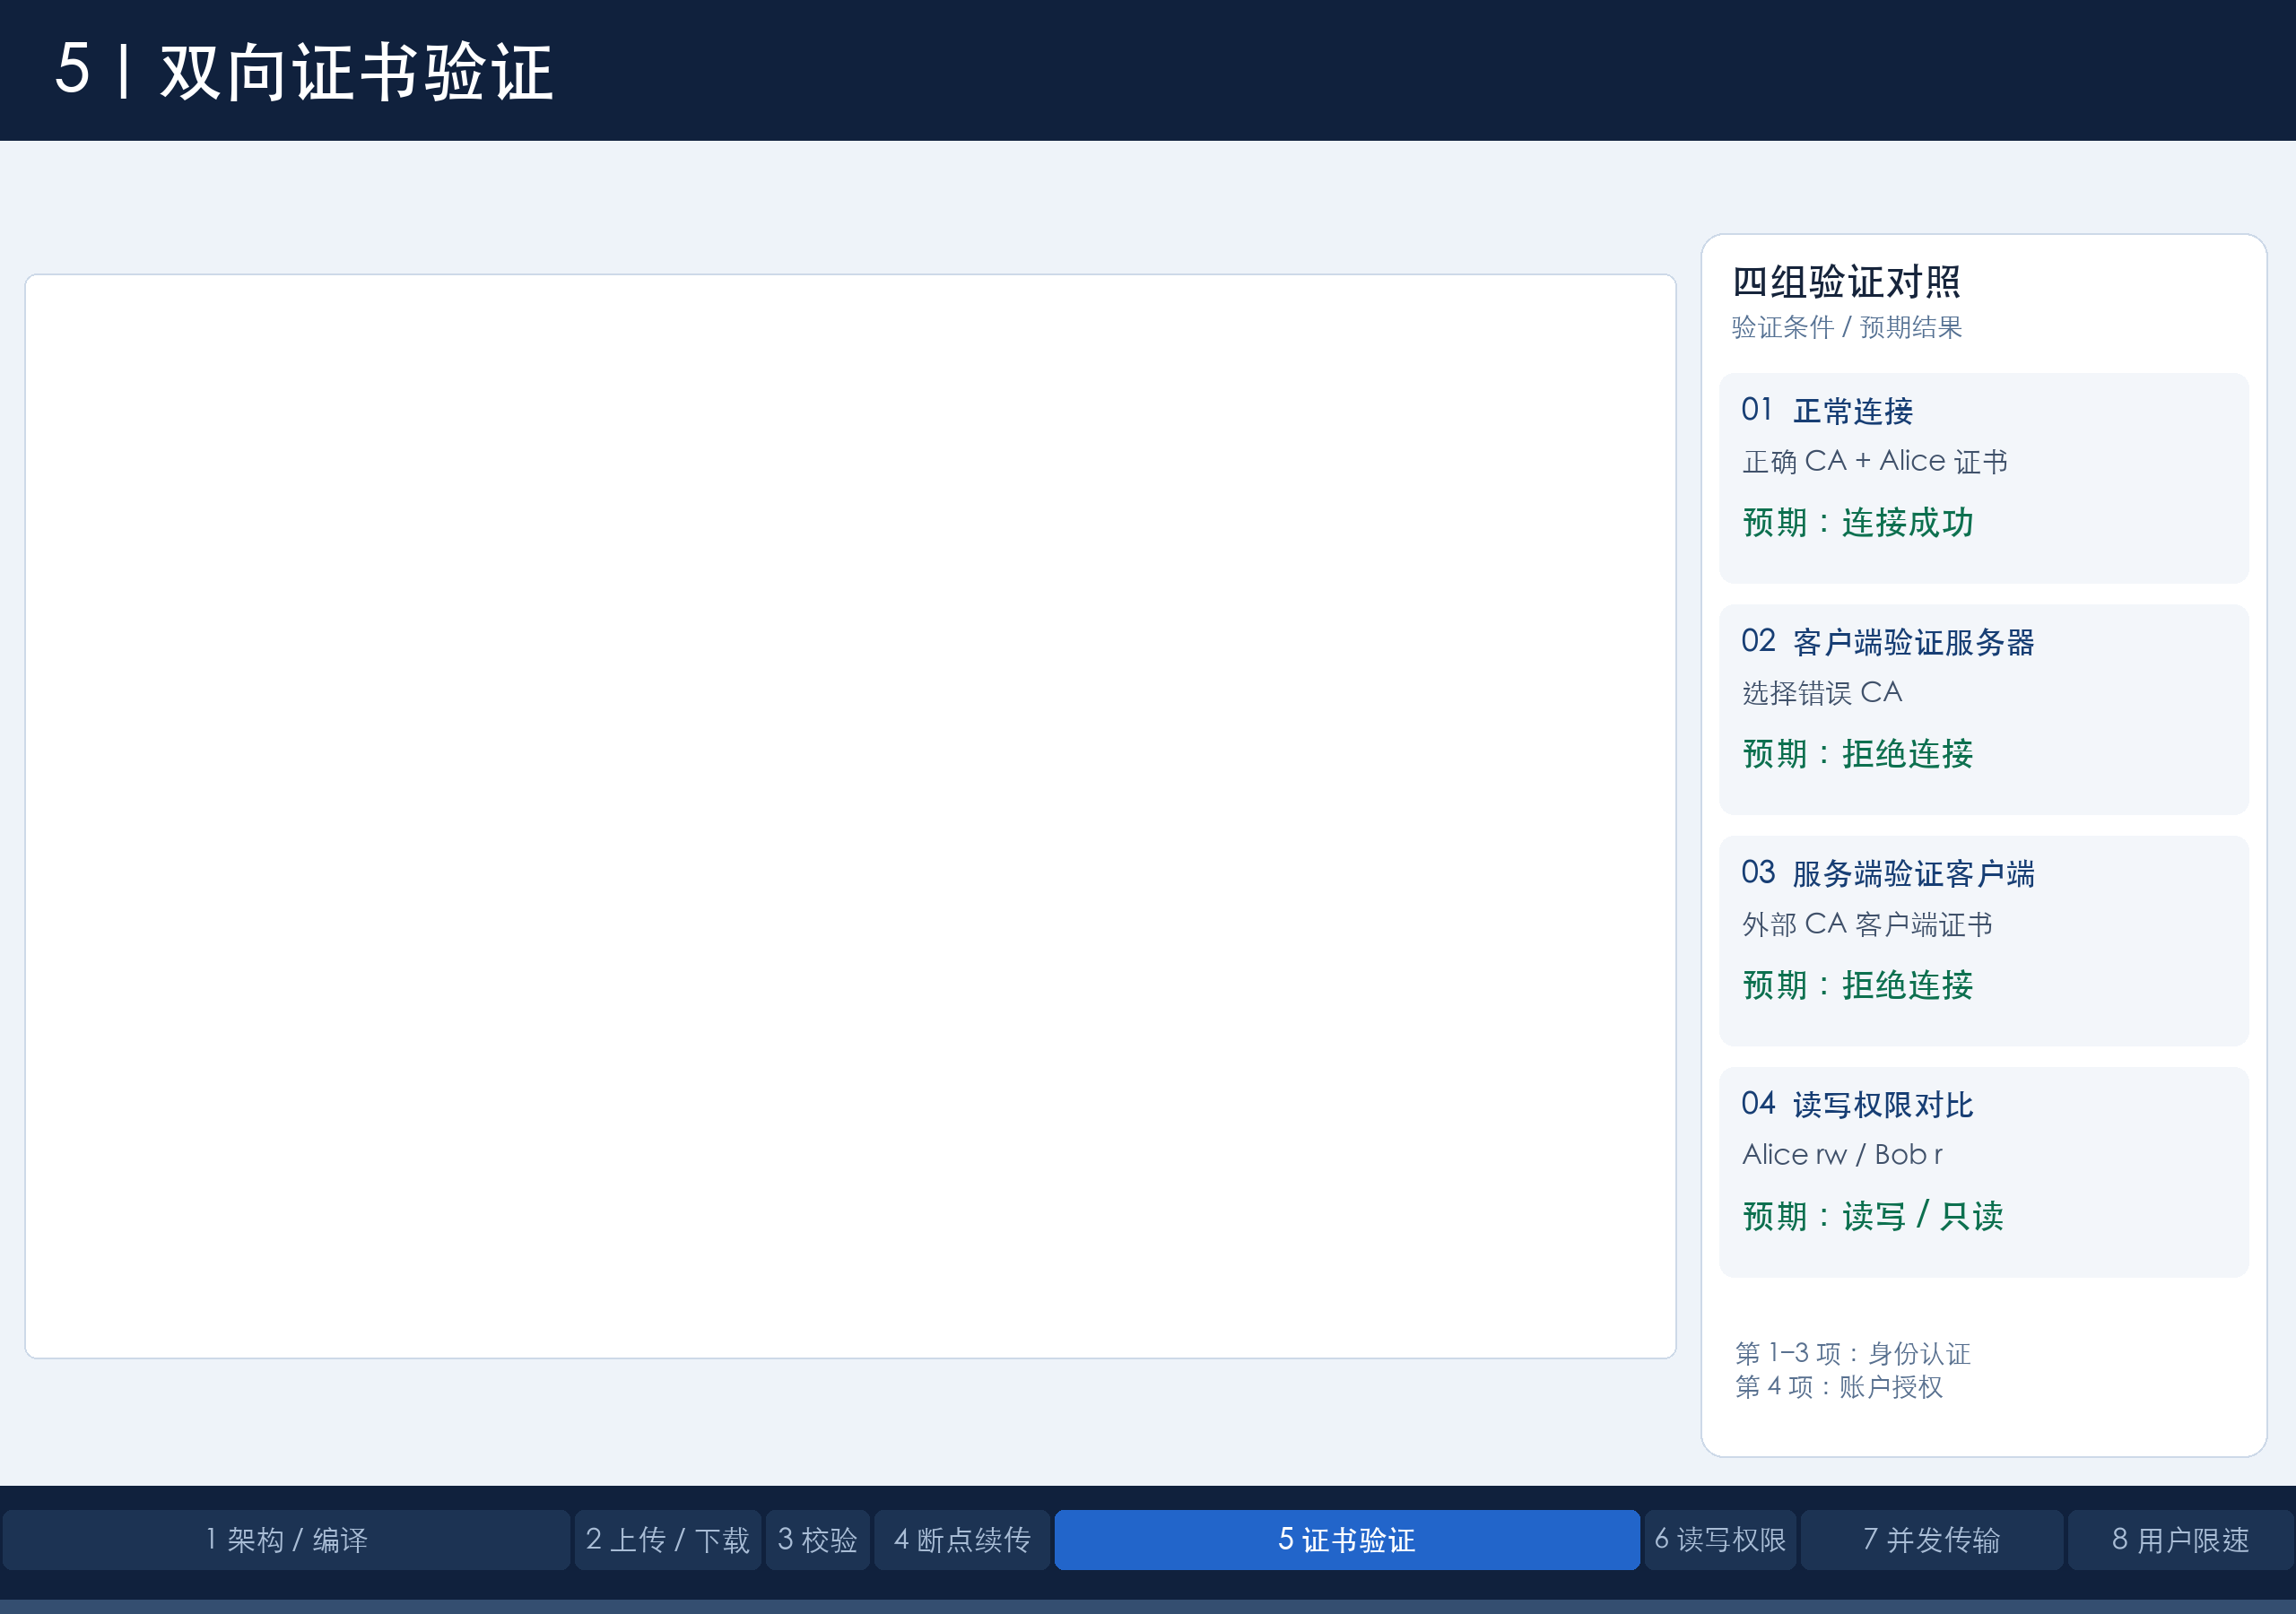 5 | 双向证书验证
四组验证对照
验证条件 / 预期结果
01 正常连接
正确 CA + Alice 证书
预期：连接成功
02 客户端验证服务器
选择错误 CA
预期：拒绝连接
03 服务端验证客户端
外部 CA 客户端证书
预期：拒绝连接
04 读写权限对比
Alice rw / Bob r
预期：读写 / 只读
第 1–3 项：身份认证
第 4 项：账户授权
1 架构 / 编译
2 上传 / 下载
3 校验
4 断点续传
5 证书验证
6 读写权限
7 并发传输
8 用户限速